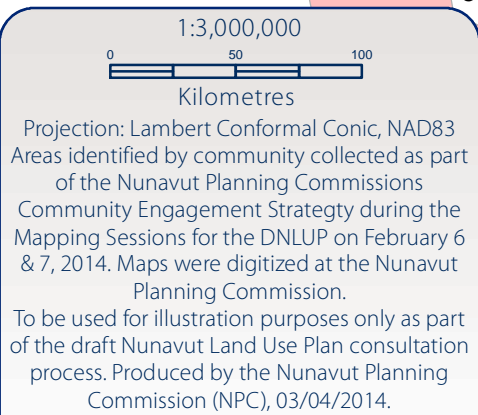 1:3,000,000
0 50 100
Kilometres
Projection: Lambert Conformal Conic, NAD83
Areas identified by community collected as part
of the Nunavut Planning Commissions
Community Engagement Strategty during the
Mapping Sessions for the DNLUP on February 6
& 7, 2014. Maps were digitized at the Nunavut
Planning Commission.
To be used for illustration purposes only as part
of the draft Nunavut Land Use Plan consultation
process. Produced by the Nunavut Planning
Commission (NPC), 03/04/2014.